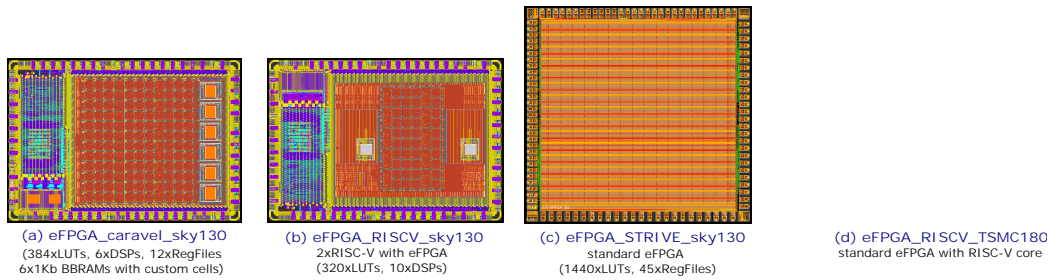 (a) eFPGA_caravel_sky130
(384xLUTs, 6xDSPs, 12xRegFiles
6x1Kb BBRAMs with custom cells)
(b) eFPGA_RISCV_sky130
2xRISC-V with eFPGA
(320xLUTs, 10xDSPs)
(c) eFPGA_STRIVE_sky130
standard eFPGA
(1440xLUTs, 45xRegFiles)
(d) eFPGA_RISCV_TSMC180
standard eFPGA with RISC-V core